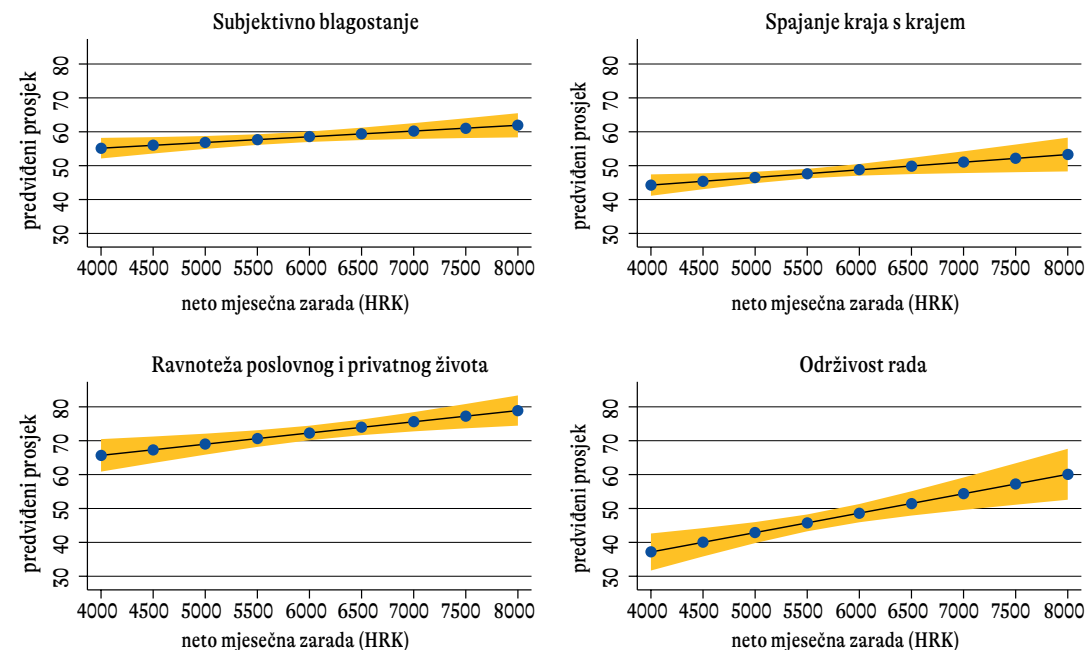 Subjektivno blagostanje
predviđeni prosjek
80
70
60
50
40
30
4000 4500 5000 5500 6000 6500 7000 7500 8000
neto mjesečna zarada (HRK)
Spajanje kraja s krajem
predviđeni prosjek
80
70
60
50
40
30
4000 4500 5000 5500 6000 6500 7000 7500 8000
neto mjesečna zarada (HRK)
Ravnoteža poslovnog i privatnog života
predviđeni prosjek
80
70
60
50
40
30
4000 4500 5000 5500 6000 6500 7000 7500 8000
neto mjesečna zarada (HRK)
Održivost rada
predviđeni prosjek
80
70
60
50
40
30
4000 4500 5000 5500 6000 6500 7000 7500 8000
neto mjesečna zarada (HRK)